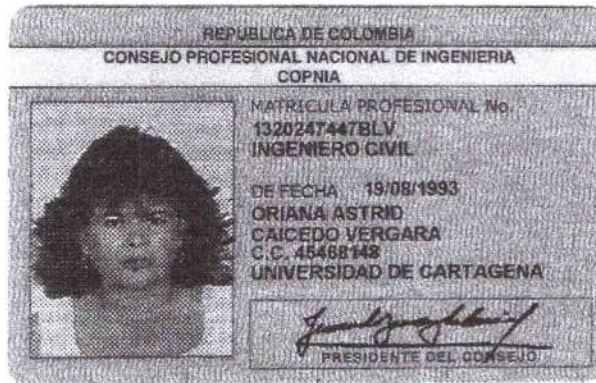 REPUBLICA DE COLOMBIA
CONSEJO PROFESIONAL NACIONAL DE INGENIERIA
COPNIA
MATRICULA PROFESIONAL No.
1320247447BLV
INGENIERO CIVIL
DE FECHA 19/08/1993
ORIANA ASTRID
CAICEDO VERGARA
C.C. 45468148
UNIVERSIDAD DE CARTAGENA
PRESIDENTE DEL CONSEJO